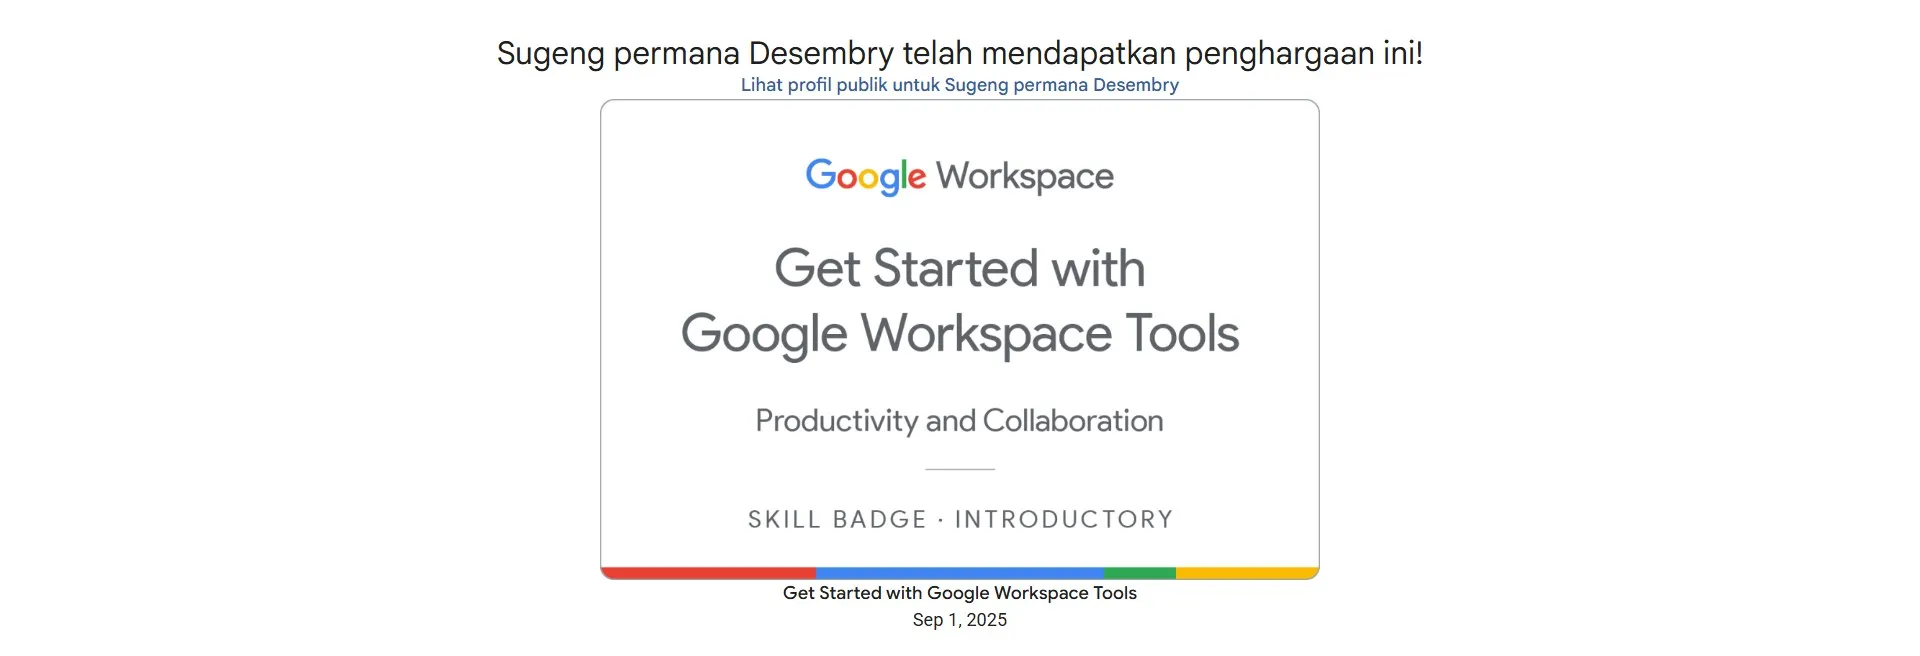 Sugeng permana Desembry telah mendapatkan penghargaan ini!
Lihat profil publik untuk Sugeng permana Desembry
Google Workspace
Get Started with
Google Workspace Tools
Productivity and Collaboration
SKILL BADGE · INTRODUCTORY
Get Started with Google Workspace Tools
Sep 1, 2025